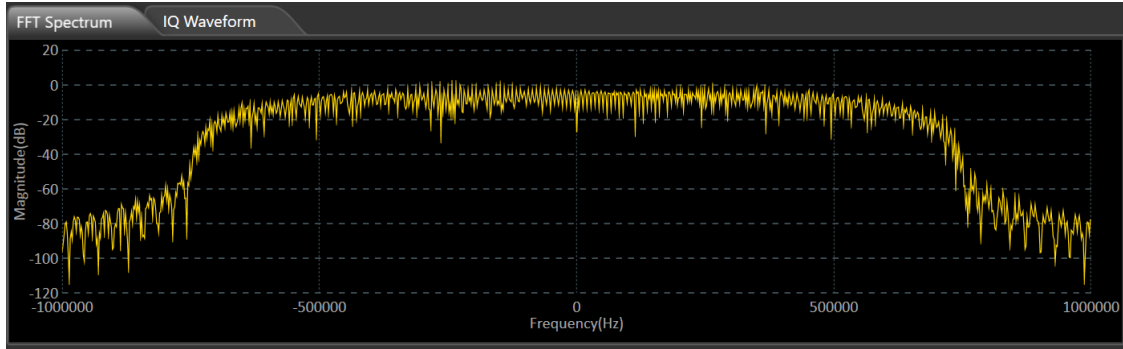 FFT Spectrum IQ Waveform
20
0
-20
-40
-60
-80
-100
-120
Magnitude(dB)
-1000000 -500000 0 500000 1000000
Frequency(Hz)